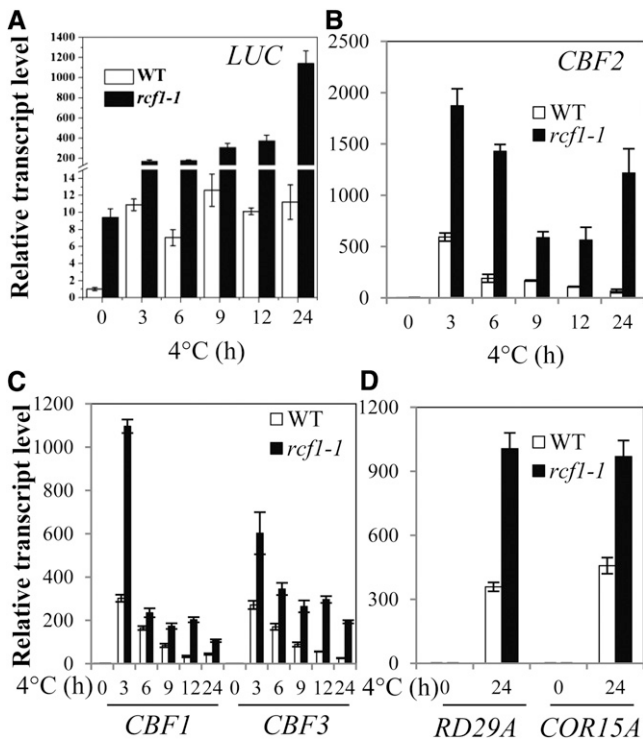 A
LUC
WT
rcf1-1
Relative transcript level
1400
1200
1000
800
600
400
200
14
12
10
8
6
4
2
0
0 3 6 9 12 24
4°C (h)
B
CBF2
WT
rcf1-1
2500
2000
1500
1000
500
0
0 3 6 9 12 24
4°C (h)
C
WT
rcf1-1
Relative transcript level
1200
1000
800
600
400
200
0
4°C (h) 0 3 6 9 12 24 0 3 6 9 12 24
CBF1 CBF3
D
WT
rcf1-1
1200
900
600
300
0
4°C (h) 0 24 0 24
RD29A COR15A